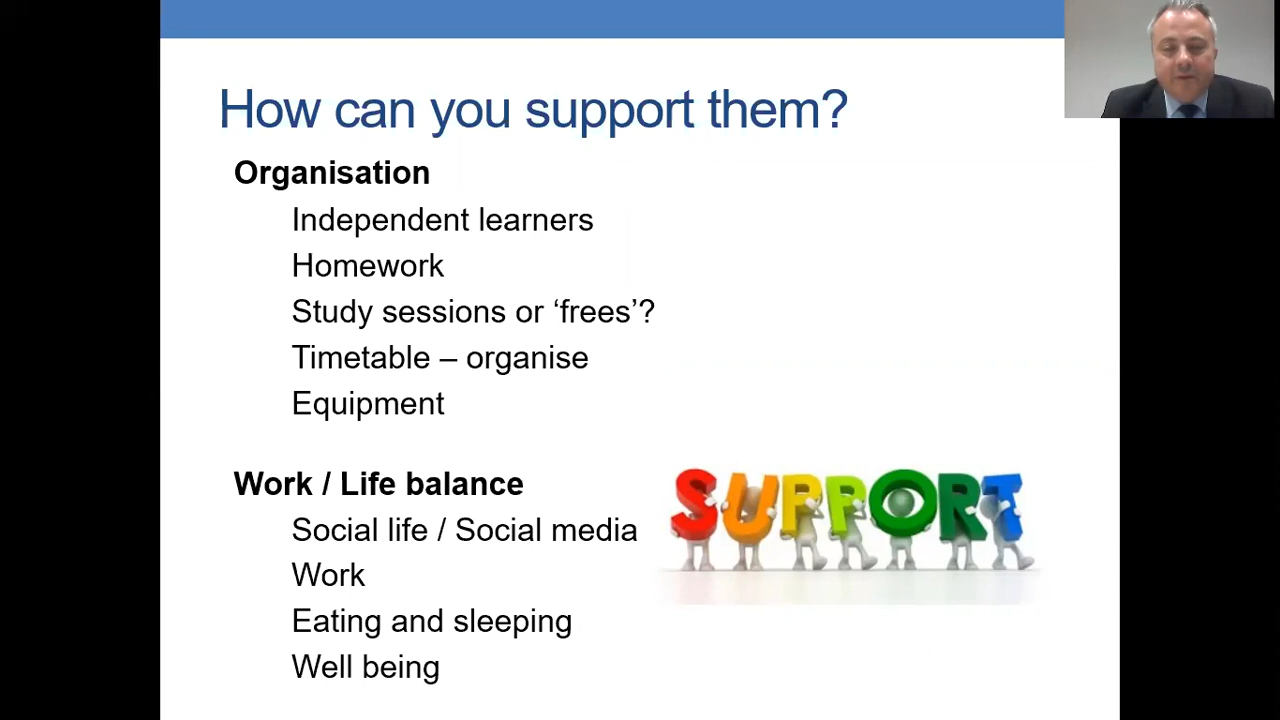 How can you support them?
Organisation
Independent learners
Homework
Study sessions or ‘frees’?
Timetable – organise
Equipment
Work / Life balance
Social life / Social media
Work
Eating and sleeping
Well being
SUPPORT